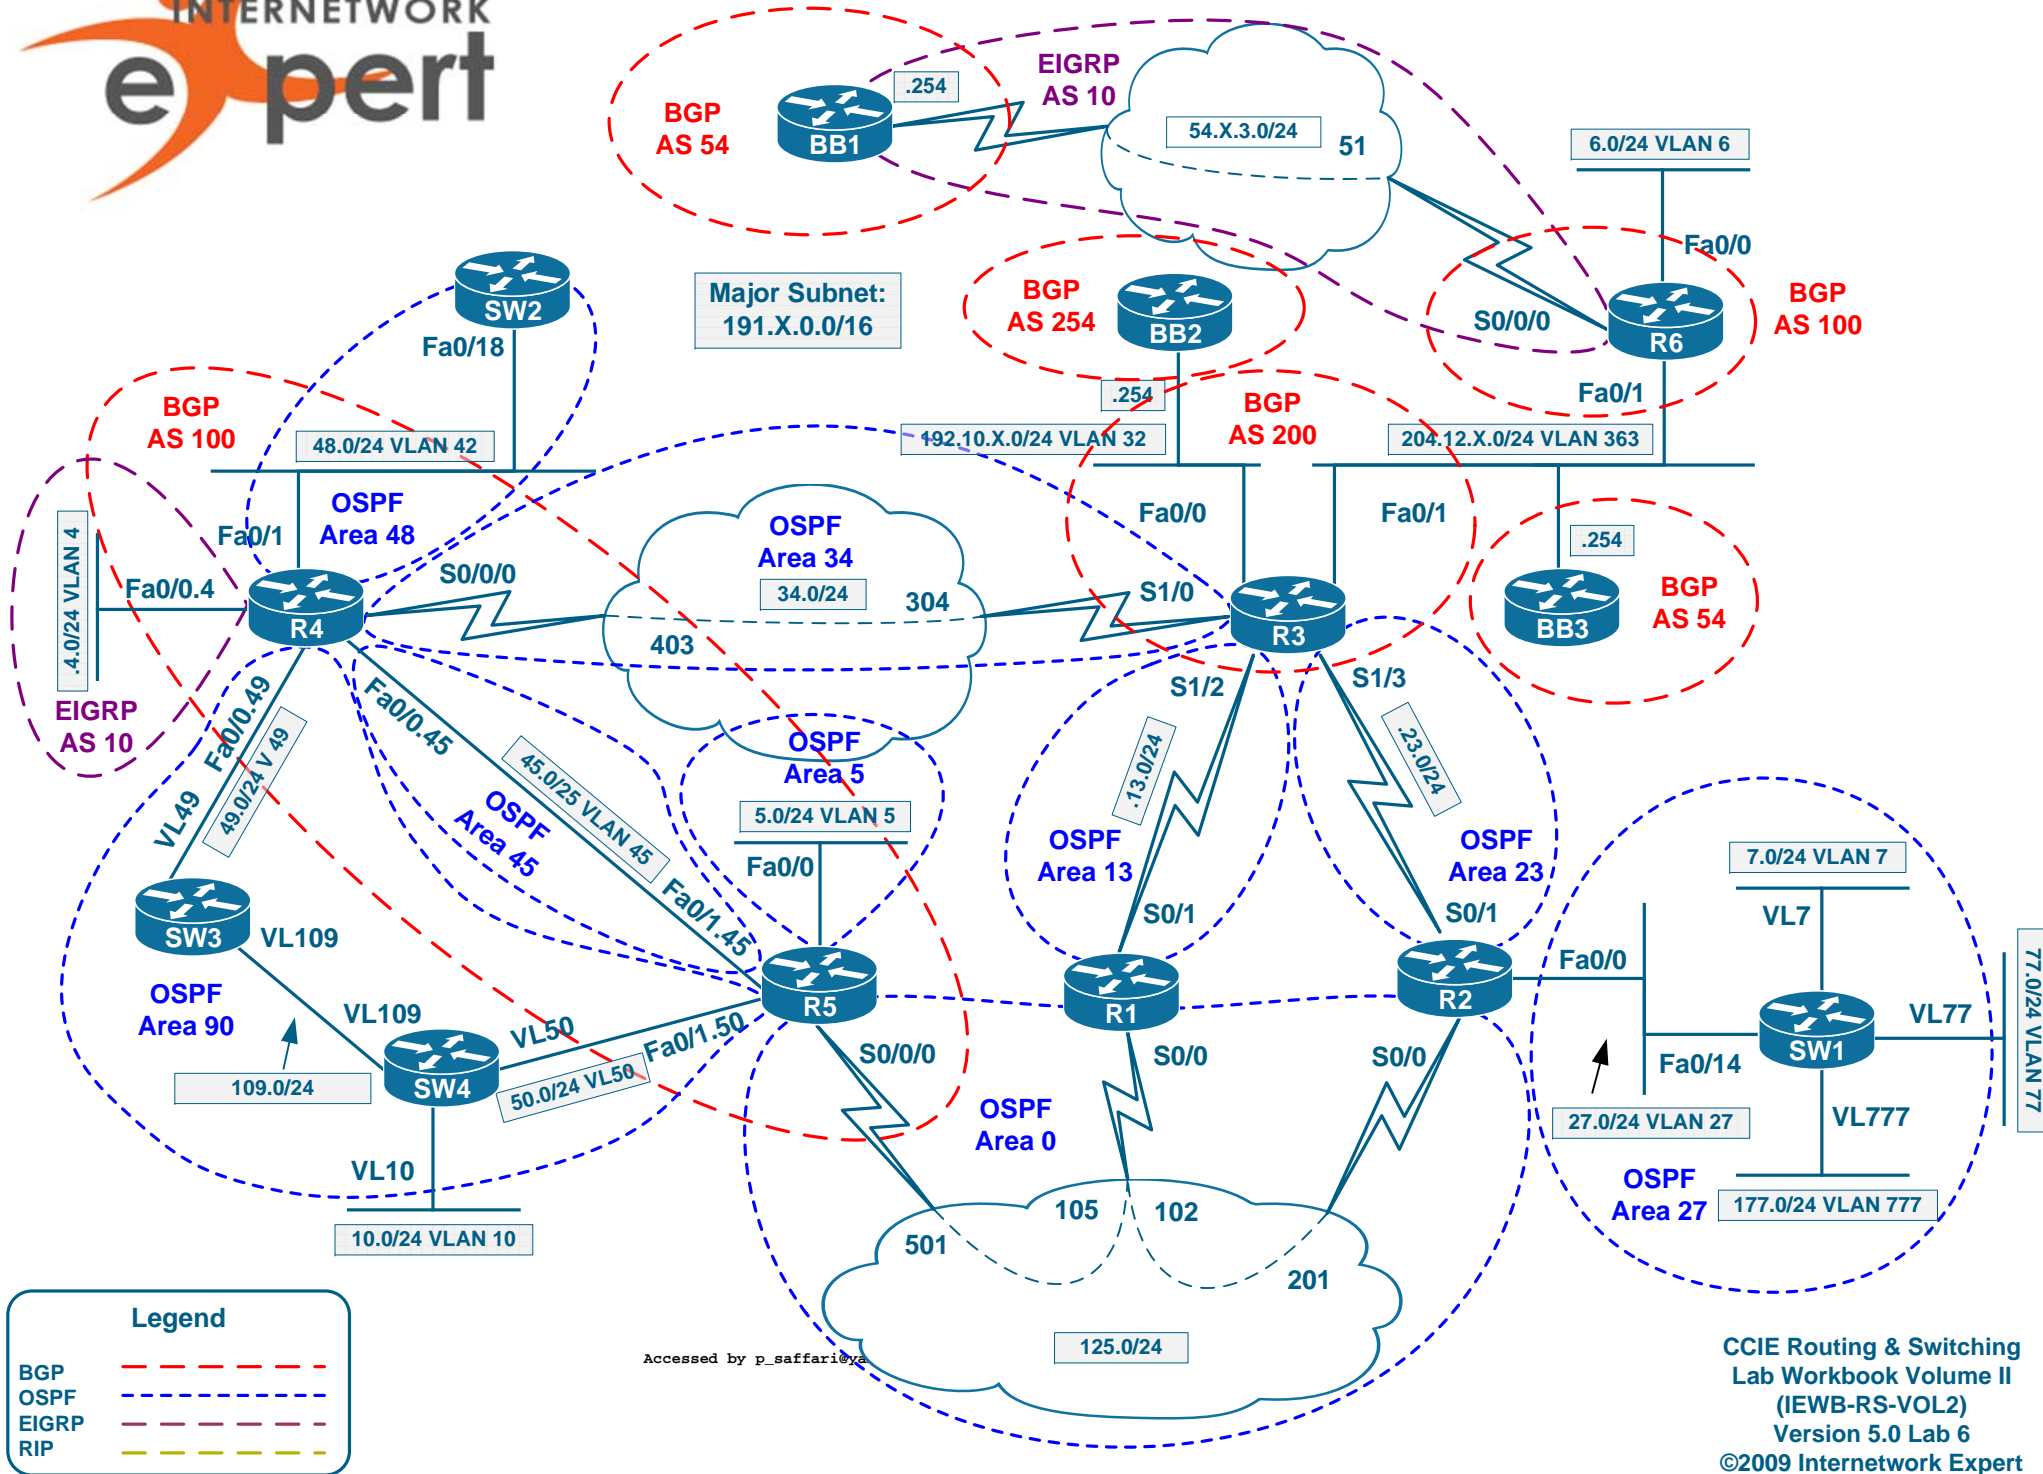 INTERNETWORK
expert
EIGRP
AS 10
.254
BGP
AS 54
BB1
54.X.3.0/24
51
6.0/24 VLAN 6
Fa0/0
SW2
Fa0/18
Major Subnet:
191.X.0.0/16
BGP
AS 254
BB2
S0/0/0
R6
BGP
AS 100
Fa0/1
.254
BGP
AS 100
48.0/24 VLAN 42
192.10.X.0/24 VLAN 32
BGP
AS 200
204.12.X.0/24 VLAN 363
OSPF
Area 48
Fa0/1
OSPF
Area 34
Fa0/0
Fa0/1
.254
.4.0/24 VLAN 4
Fa0/0.4
R4
S0/0/0
34.0/24
304
403
S1/0
R3
BB3
BGP
AS 54
EIGRP
AS 10
Fa0/0.49
49.0/24 V 49
VL49
Fa0/0.45
45.0/25 VLAN 45
OSPF
Area 45
Fa0/1.45
OSPF
Area 5
5.0/24 VLAN 5
Fa0/0
S1/2
S1/3
.13.0/24
.23.0/24
OSPF
Area 13
OSPF
Area 23
7.0/24 VLAN 7
VL7
S0/1
S0/1
SW3
VL109
OSPF
Area 90
VL109
109.0/24
SW4
VL50
Fa0/1.50
50.0/24 VL50
R5
R1
R2
Fa0/0
SW1
VL77
77.0/24 VLAN 77
Fa0/14
S0/0/0
S0/0
S0/0
27.0/24 VLAN 27
VL777
OSPF
Area 0
VL10
10.0/24 VLAN 10
OSPF
Area 27
177.0/24 VLAN 777
105
102
501
201
125.0/24
Legend
BGP
OSPF
EIGRP
RIP
Accessed by p_saffari@ya
CCIE Routing & Switching
Lab Workbook Volume II
(IEWB-RS-VOL2)
Version 5.0 Lab 6
©2009 Internetwork Expert